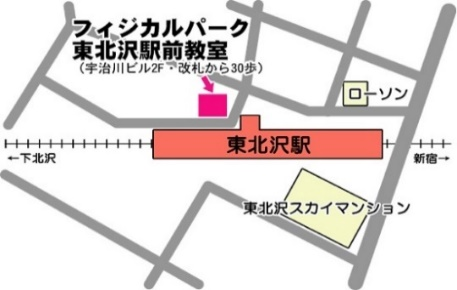 フィジカルパーク
東北沢駅前教室
（宇治川ビル2F・改札から30歩）
ローソン
東北沢駅
←下北沢
新宿→
東北沢スカイマンション